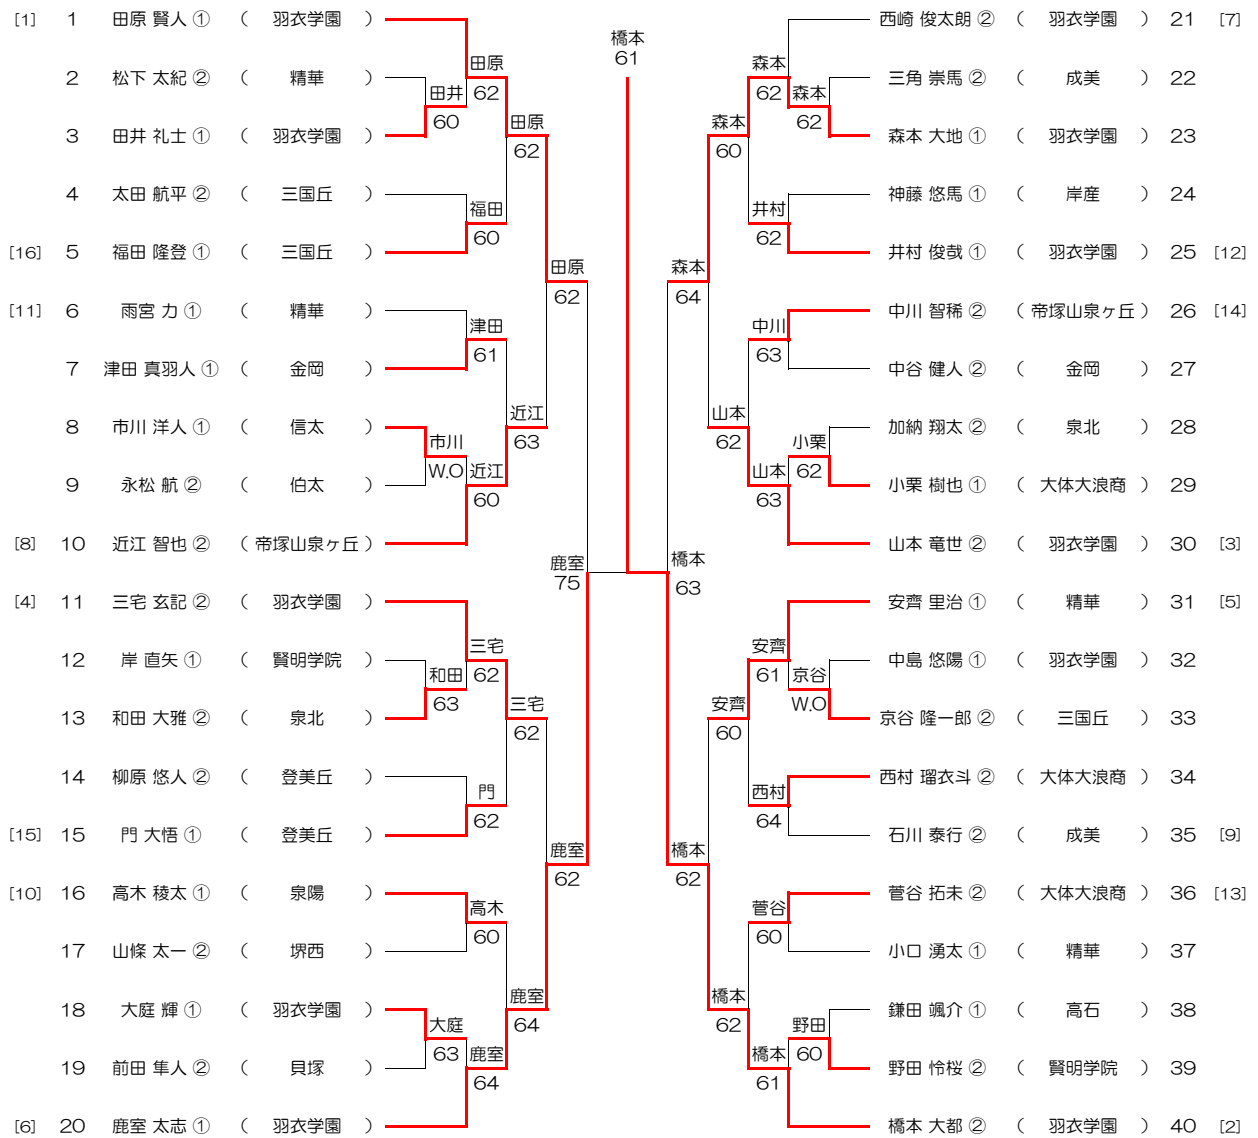 [1] 1 田原 賢人 ① ( 羽衣学園 )
2 松下 太紀 ② ( 精華 )
3 田井 礼士 ① ( 羽衣学園 )
4 太田 航平 ② ( 三国丘 )
[16] 5 福田 隆登 ① ( 三国丘 )
[11] 6 雨宮 力 ① ( 精華 )
7 津田 真羽人 ① ( 金岡 )
8 市川 洋人 ① ( 信太 )
9 永松 航 ② ( 伯太 )
[8] 10 近江 智也 ② ( 帝塚山泉ヶ丘 )
[4] 11 三宅 玄記 ② ( 羽衣学園 )
12 岸 直矢 ① ( 賢明学院 )
13 和田 大雅 ② ( 泉北 )
14 柳原 悠人 ② ( 登美丘 )
[15] 15 門 大悟 ① ( 登美丘 )
[10] 16 高木 稜太 ① ( 泉陽 )
17 山條 太一 ② ( 堺西 )
18 大庭 輝 ① ( 羽衣学園 )
19 前田 隼人 ② ( 貝塚 )
[6] 20 鹿室 太志 ① ( 羽衣学園 )
田井
60
市川
W.O
和田
63
大庭
63
田原
62
福田
60
津田
61
近江
60
三宅
62
門
62
高木
60
鹿室
64
田原
62
近江
63
三宅
62
鹿室
64
田原
62
鹿室
62
鹿室
75
橋本
61
橋本
63
森本
64
橋本
62
森本
60
山本
62
安齊
60
橋本
62
森本
62
井村
62
中川
63
山本
63
安齊
61
西村
64
菅谷
60
橋本
61
森本
62
小栗
62
京谷
W.O
野田
60
西崎 俊太朗 ② ( 羽衣学園 ) 21 [7]
三角 崇馬 ② ( 成美 ) 22
森本 大地 ① ( 羽衣学園 ) 23
神藤 悠馬 ① ( 岸産 ) 24
井村 俊哉 ① ( 羽衣学園 ) 25 [12]
中川 智稀 ② ( 帝塚山泉ヶ丘 ) 26 [14]
中谷 健人 ② ( 金岡 ) 27
加納 翔太 ② ( 泉北 ) 28
小栗 樹也 ① ( 大体大浪商 ) 29
山本 竜世 ② ( 羽衣学園 ) 30 [3]
安齊 里治 ① ( 精華 ) 31 [5]
中島 悠陽 ① ( 羽衣学園 ) 32
京谷 隆一郎 ② ( 三国丘 ) 33
西村 瑠衣斗 ② ( 大体大浪商 ) 34
石川 泰行 ② ( 成美 ) 35 [9]
菅谷 拓未 ② ( 大体大浪商 ) 36 [13]
小口 湧太 ① ( 精華 ) 37
鎌田 颯介 ① ( 高石 ) 38
野田 怜桜 ② ( 賢明学院 ) 39
橋本 大都 ② ( 羽衣学園 ) 40 [2]